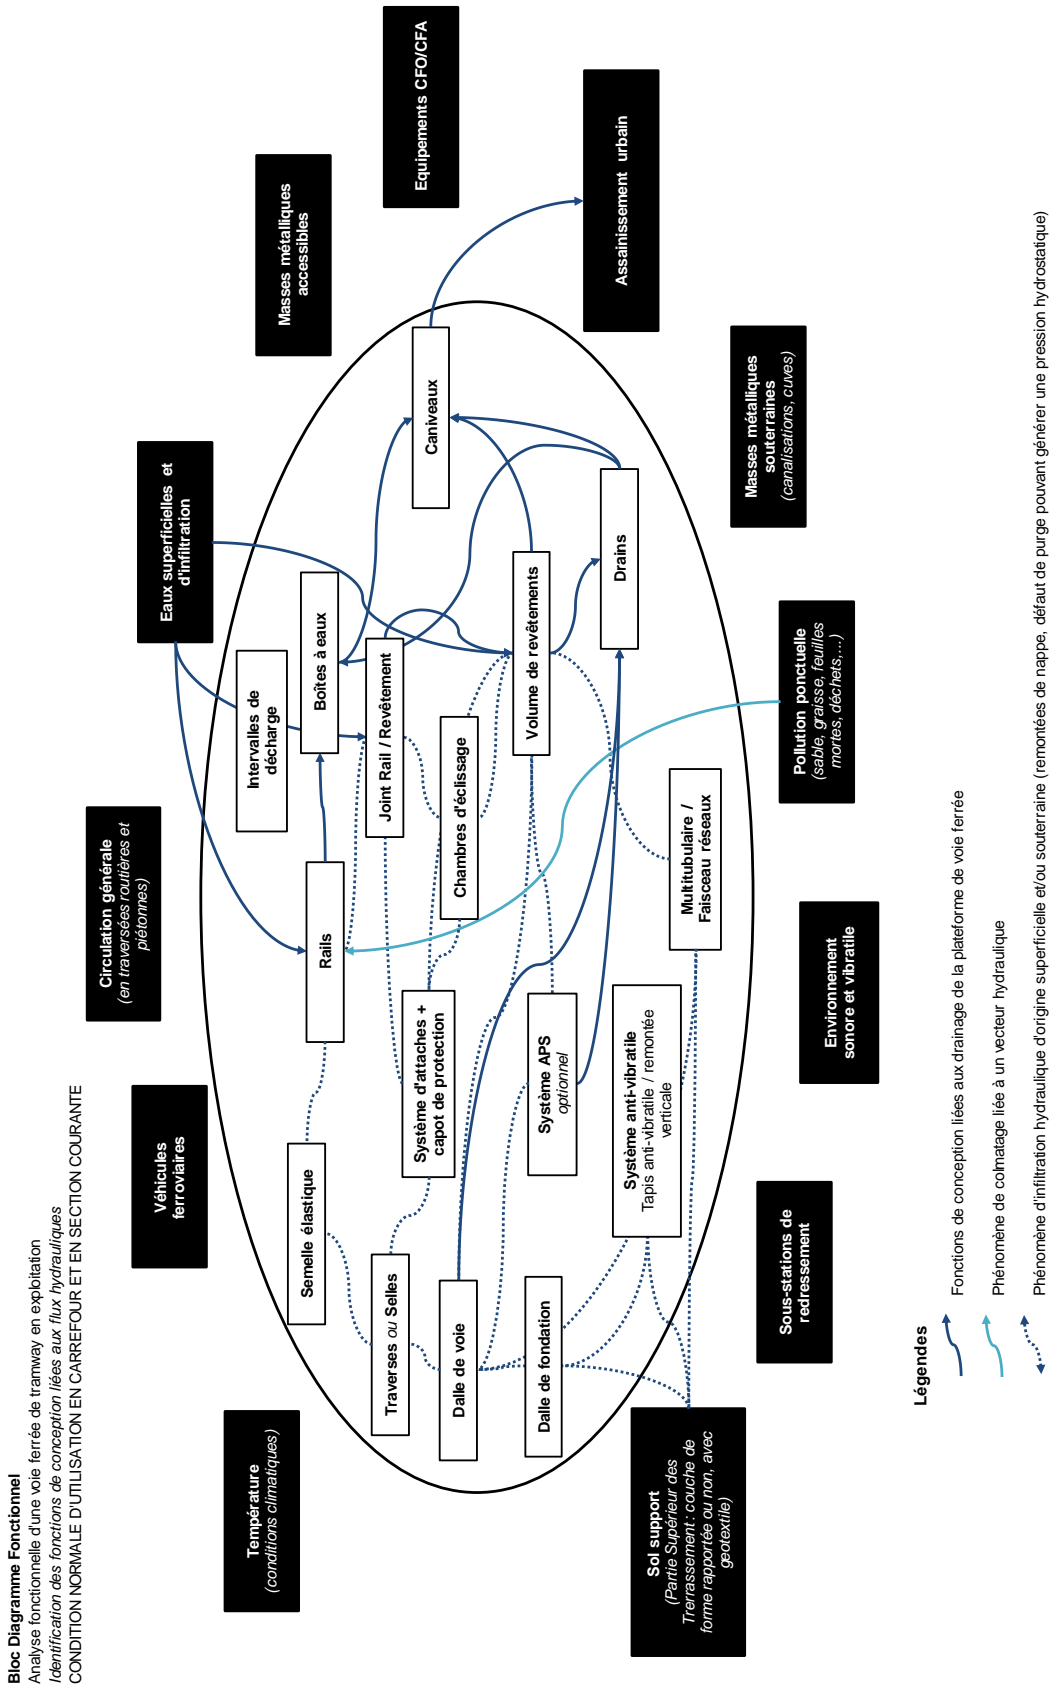 Bloc Diagramme Fonctionnel
Analyse fonctionnelle d'une voie ferrée de tramway en exploitation
Identification des fonctions de conception liées aux flux hydrauliques
CONDITION NORMALE D'UTILISATION EN CARREFOUR ET EN SECTION COURANTE
Température
(conditions climatiques)
Véhicules
ferroviaires
Circulation générale
(en traversées routières et
piétonnes)
Eaux superficielles et
d'infiltration
Masses métalliques
accessibles
Equipements CFO/CFA
Intervalles de
décharge
Semelle élastique
Rails
Boîtes à eaux
Traverses ou Selles
Système d'attaches +
capot de protection
Joint Rail / Revêtement
Caniveaux
Dalle de voie
Chambres d'éclissage
Dalle de fondation
Système APS
optionnel
Volume de revêtements
Système anti-vibratile
Tapis anti-vibratile / remontée
verticale
Multitubulaire /
Faisceau réseaux
Drains
Assainissement urbain
Sol support
(Partie Supérieur des
Trerrassement : couche de
forme rapportée ou non, avec
geotextile)
Sous-stations de
redressement
Environnement
sonore et vibratile
Pollution ponctuelle
(sable, graisse, feuilles
mortes, déchets,...)
Masses métalliques
souterraines
(canalisations, cuves)
Légendes
Fonctions de conception liées aux drainage de la plateforme de voie ferrée
Phénomène de colmatage liée à un vecteur hydraulique
Phénomène d'infiltration hydraulique d'origine superficielle et/ou souterraine (remontées de nappe, défaut de purge pouvant générer une pression hydrostatique)